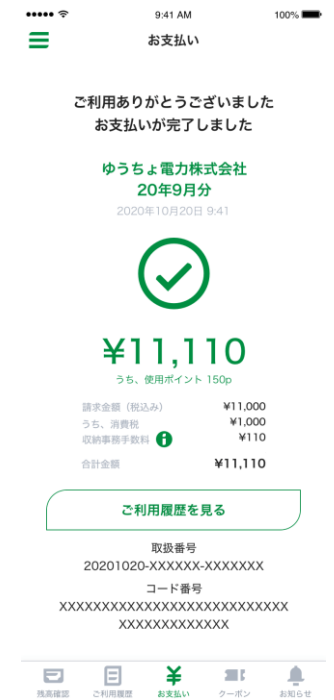 9:41 AM
100%
お支払い
ご利用ありがとうございました
お支払いが完了しました
ゆうちょ電力株式会社
20年9月分
2020年10月20日 9:41
¥11,110
うち、使用ポイント 150p
請求金額（税込み） ¥11,000
うち、消費税 ¥1,000
収納事務手数料 i ¥110
合計金額 ¥11,110
ご利用履歴を見る
取扱番号
20201020-XXXXXX-XXXXXXX
コード番号
XXXXXXXXXXXXXXXXXXXXXXXXXXX
XXXXXXXXXXXXX
残高確認 ご利用履歴 お支払い クーポン お知らせ